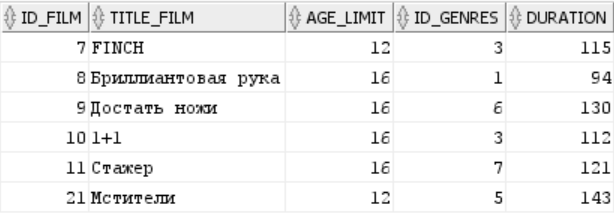 ID_FILM TITLE_FILM AGE_LIMIT ID_GENRES DURATION
7 FINCH 12 3 115
8 Бриллиантовая рука 16 1 94
9 Достать ножи 16 6 130
10 1+1 16 3 112
11 Стажер 16 7 121
21 Мстители 12 5 143